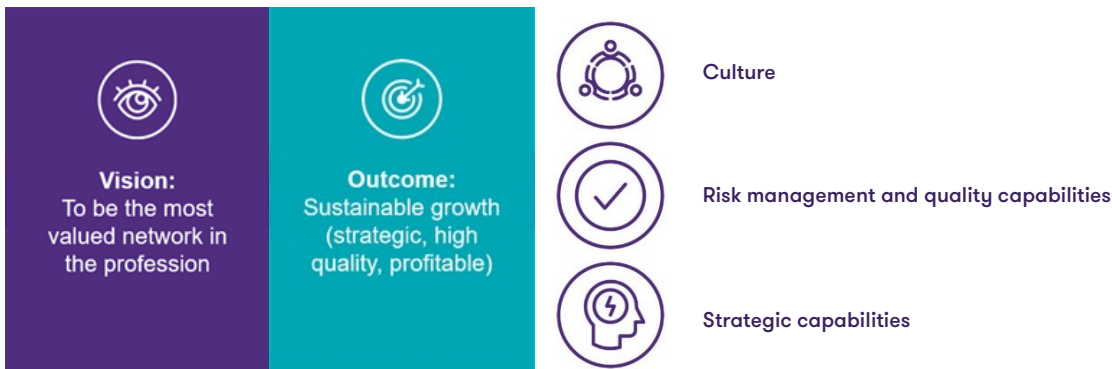 Vision:
To be the most
valued network in
the profession
Outcome:
Sustainable growth
(strategic, high
quality, profitable)
Culture
Risk management and quality capabilities
Strategic capabilities